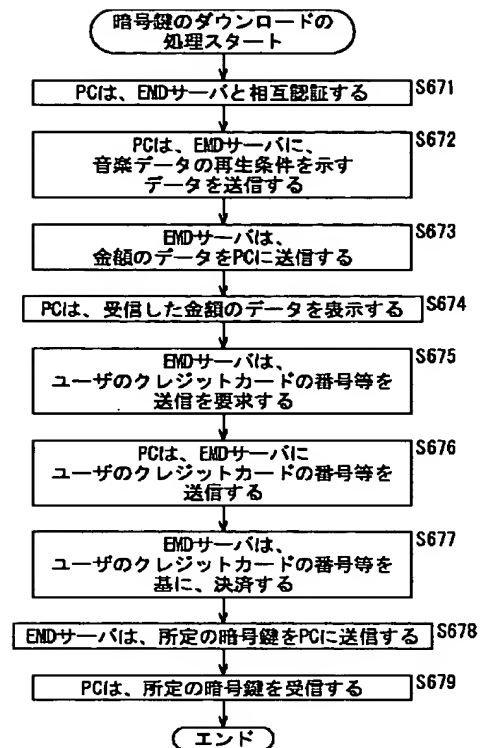 暗号鍵のダウンロードの
処理スタート
PCは、EMDサーバと相互認証する
S671
PCは、EMDサーバに、
音楽データの再生条件を示す
データを送信する
S672
EMDサーバは、
金額のデータをPCに送信する
S673
PCは、受信した金額のデータを表示する
S674
EMDサーバは、
ユーザのクレジットカードの番号等を
送信を要求する
S675
PCは、EMDサーバに
ユーザのクレジットカードの番号等を
送信する
S676
EMDサーバは、
ユーザのクレジットカードの番号等を
基に、決済する
S677
EMDサーバは、所定の暗号鍵をPCに送信する
S678
PCは、所定の暗号鍵を受信する
S679
エンド